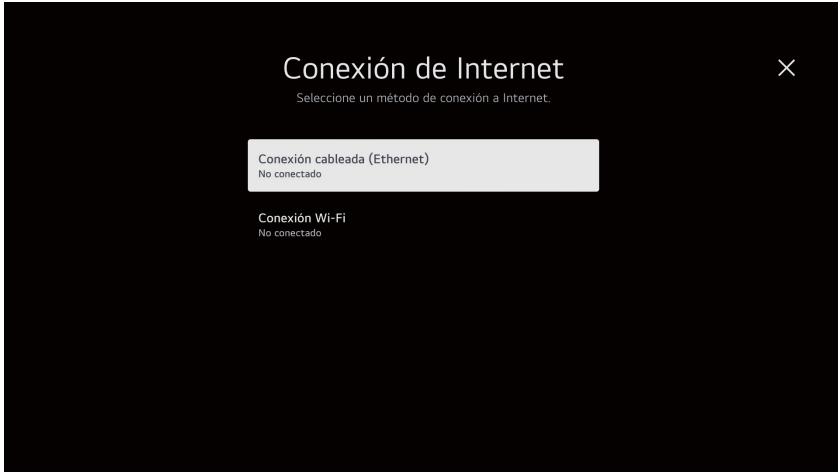 Conexión de Internet
Seleccione un método de conexión a Internet.
Conexión cableada (Ethernet)
No conectado
Conexión Wi-Fi
No conectado